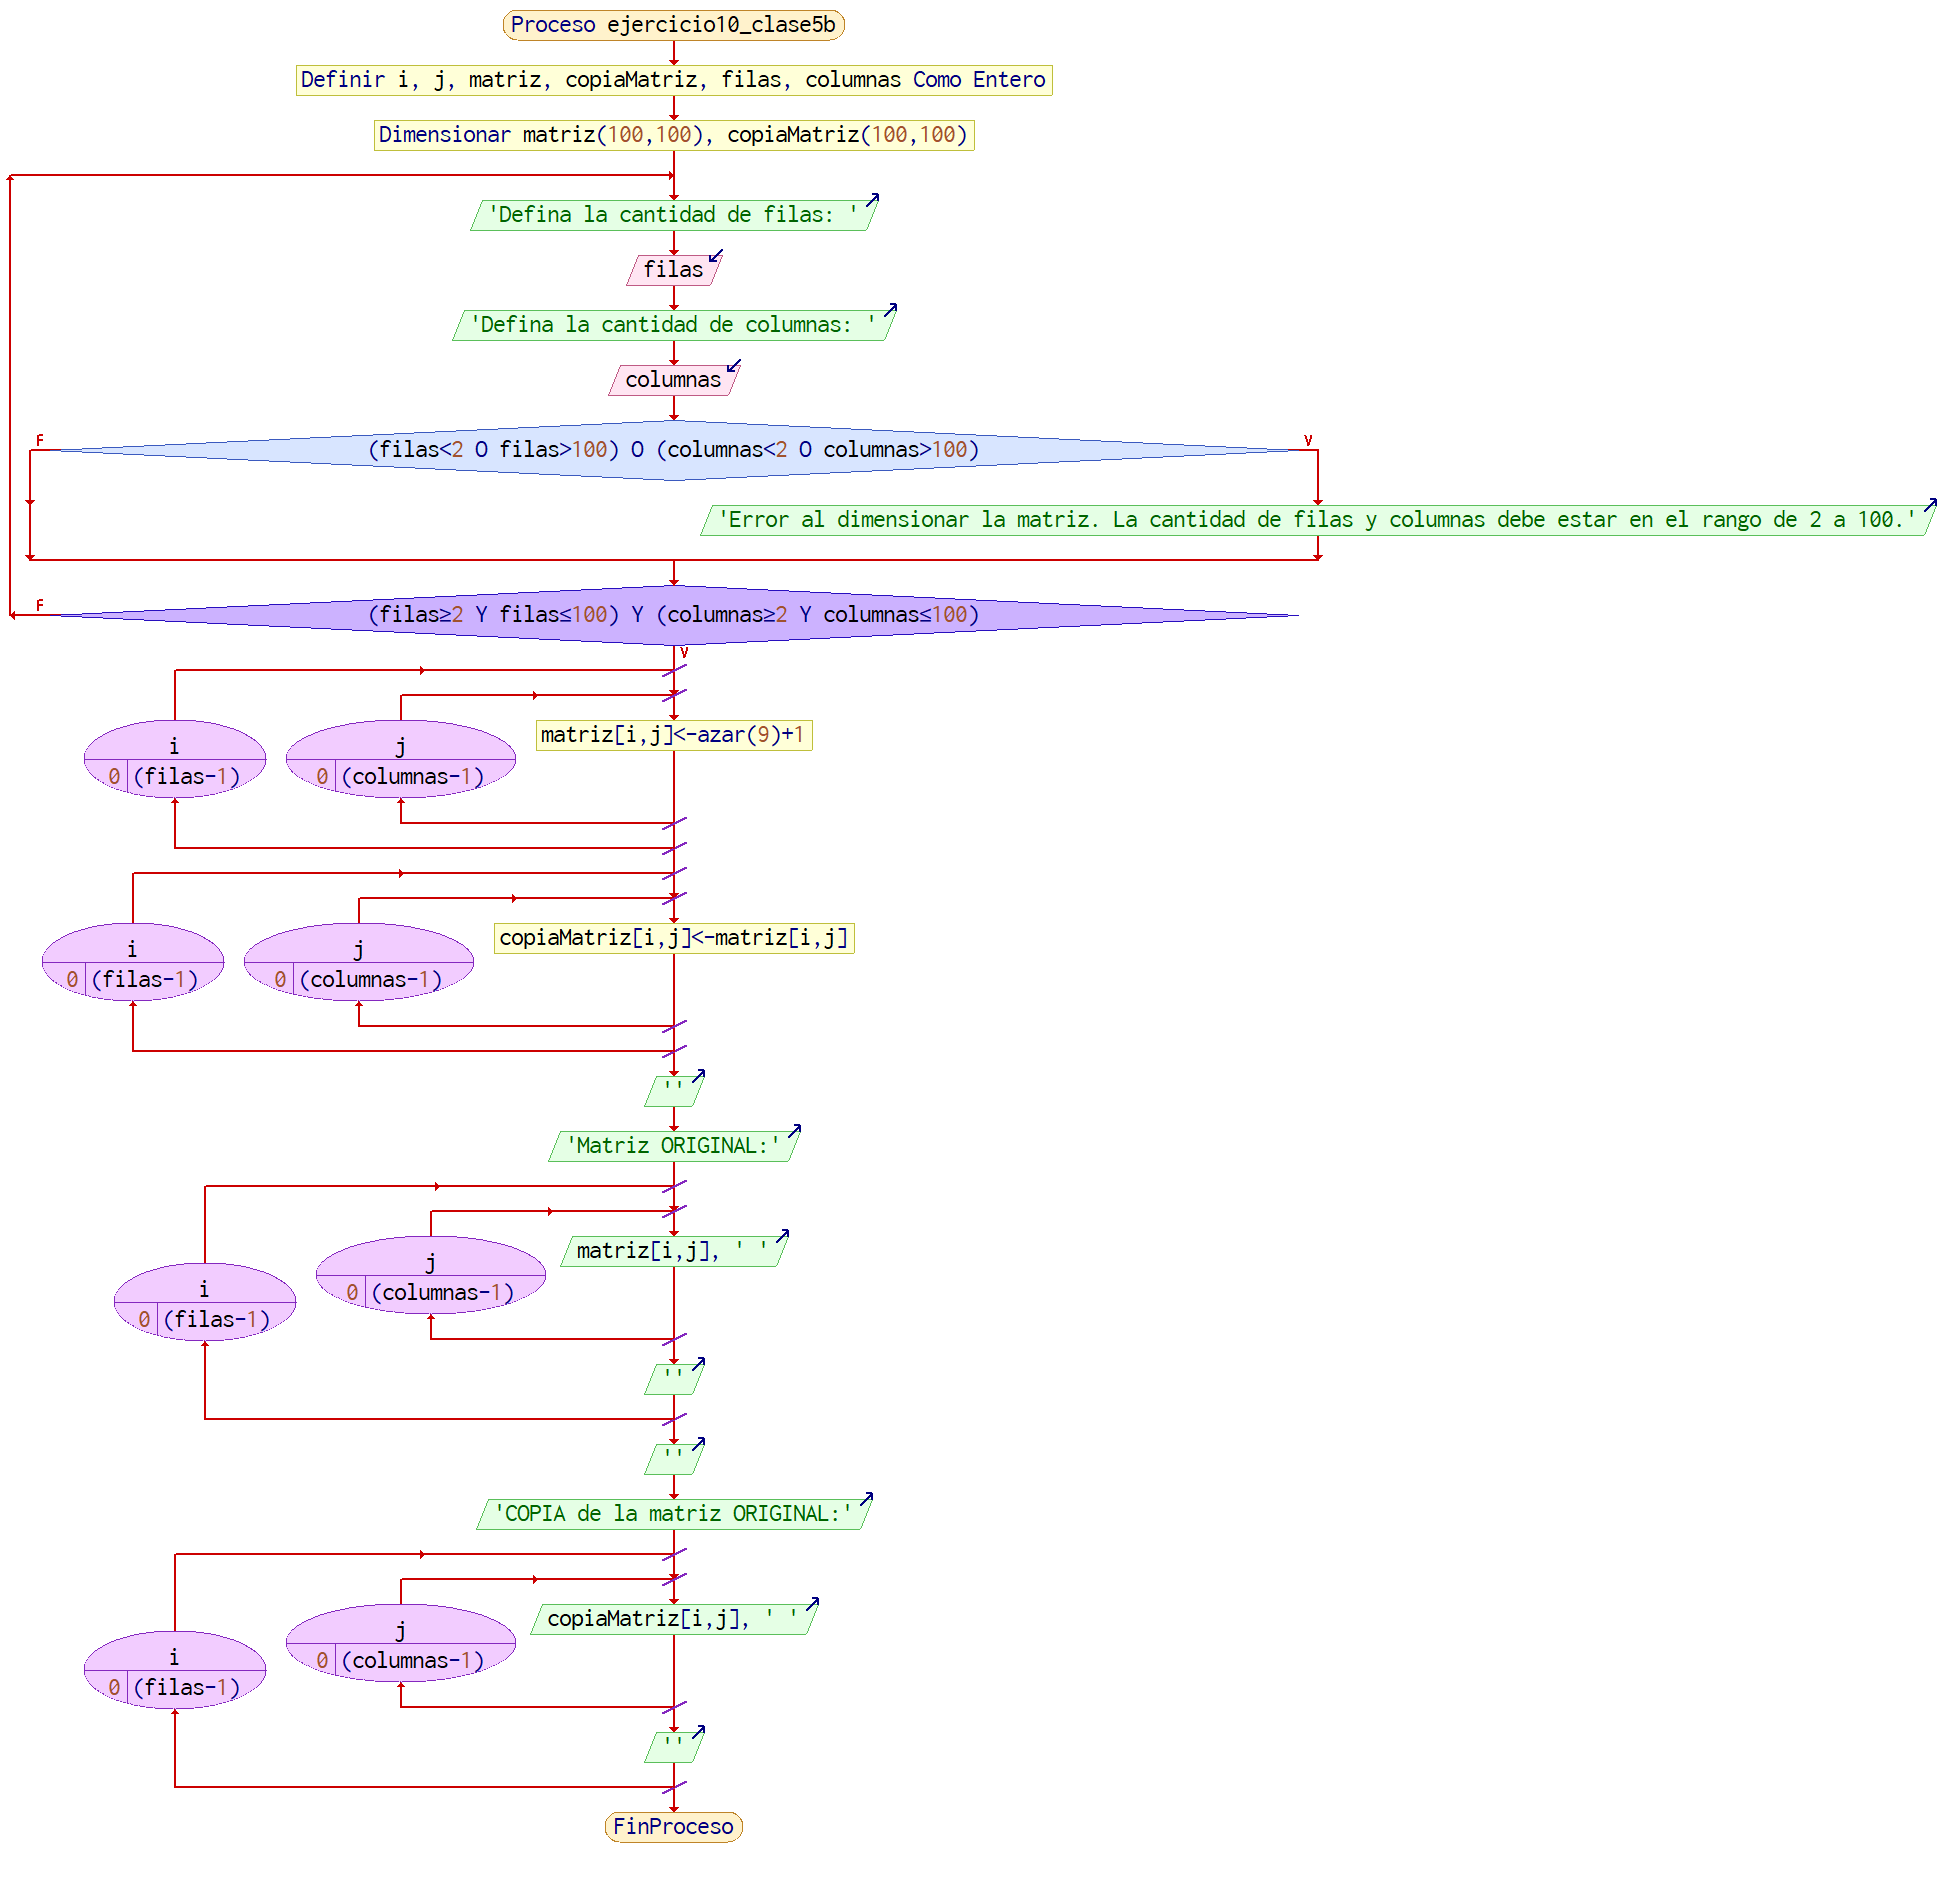 Proceso ejercicio10_clase5b
Definir i, j, matriz, copiaMatriz, filas, columnas Como Entero
Dimensionar matriz(100,100), copiaMatriz(100,100)
'Defina la cantidad de filas: '
filas
'Defina la cantidad de columnas: '
columnas
F
(filas<2 O filas>100) O (columnas<2 O columnas>100)
V
'Error al dimensionar la matriz. La cantidad de filas y columnas debe estar en el rango de 2 a 100.'
F
(filas≥2 Y filas≤100) Y (columnas≥2 Y columnas≤100)
V
i
0 (filas-1)
j
0 (columnas-1)
matriz[i,j]<-azar(9)+1
i
0 (filas-1)
j
0 (columnas-1)
copiaMatriz[i,j]<-matriz[i,j]
''
'Matriz ORIGINAL:'
i
0 (filas-1)
j
0 (columnas-1)
matriz[i,j], ' '
''
''
'COPIA de la matriz ORIGINAL:'
i
0 (filas-1)
j
0 (columnas-1)
copiaMatriz[i,j], ' '
''
FinProceso